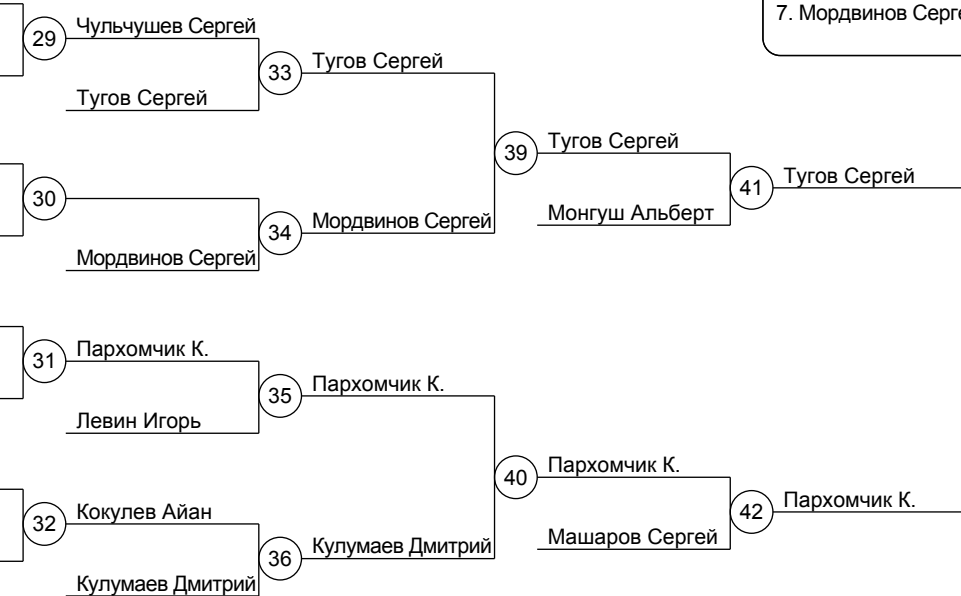 7. Мордвинов Серге
29
Чульчушев Сергей
33
Тугов Сергей
Тугов Сергей
39
Тугов Сергей
41
Тугов Сергей
30
34
Мордвинов Сергей
Монгуш Альберт
Мордвинов Сергей
31
Пархомчик К.
35
Пархомчик К.
Левин Игорь
40
Пархомчик К.
42
Пархомчик К.
32
Кокулев Айан
36
Кулумаев Дмитрий
Машаров Сергей
Кулумаев Дмитрий